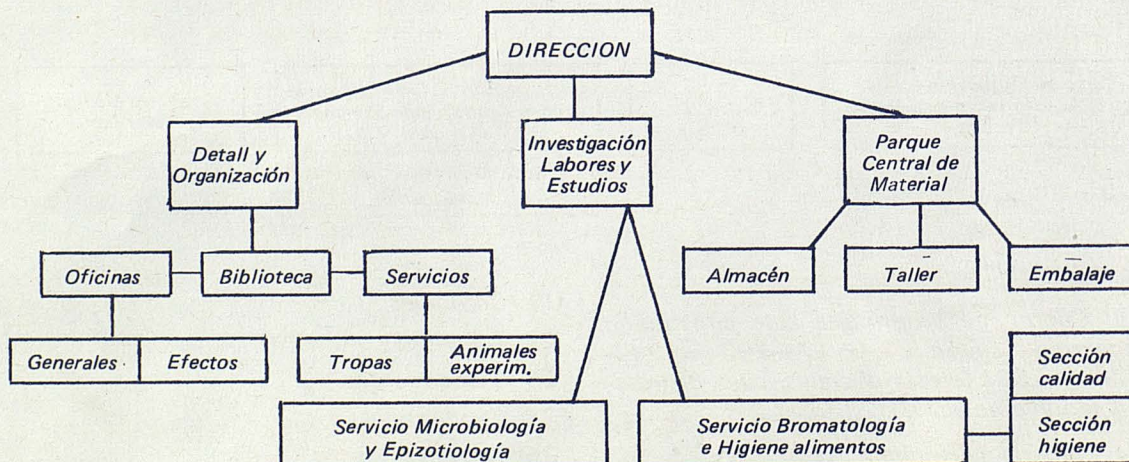 DIRECCION
Detall y
Organización
Investigación
Labores y
Estudios
Parque
Central de
Material
Oficinas
Biblioteca
Servicios
Almacén
Taller
Embalaje
Generales
Efectos
Tropas
Animales
experim.
Sección
calidad
Servicio Microbiología
y Epizotiología
Servicio Bromatología
e Higiene alimentos
Sección
higiene